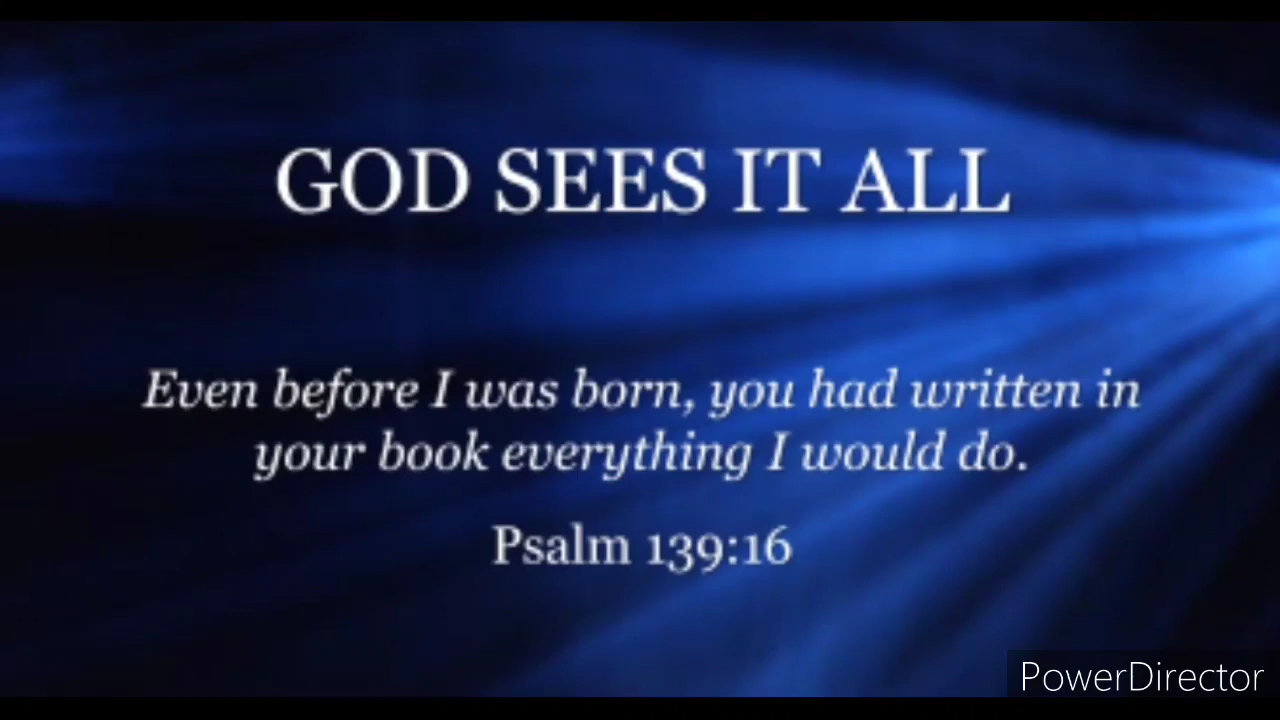 GOD SEES IT ALL
Even before I was born, you had written in
your book everything I would do.
Psalm 139:16
PowerDirector